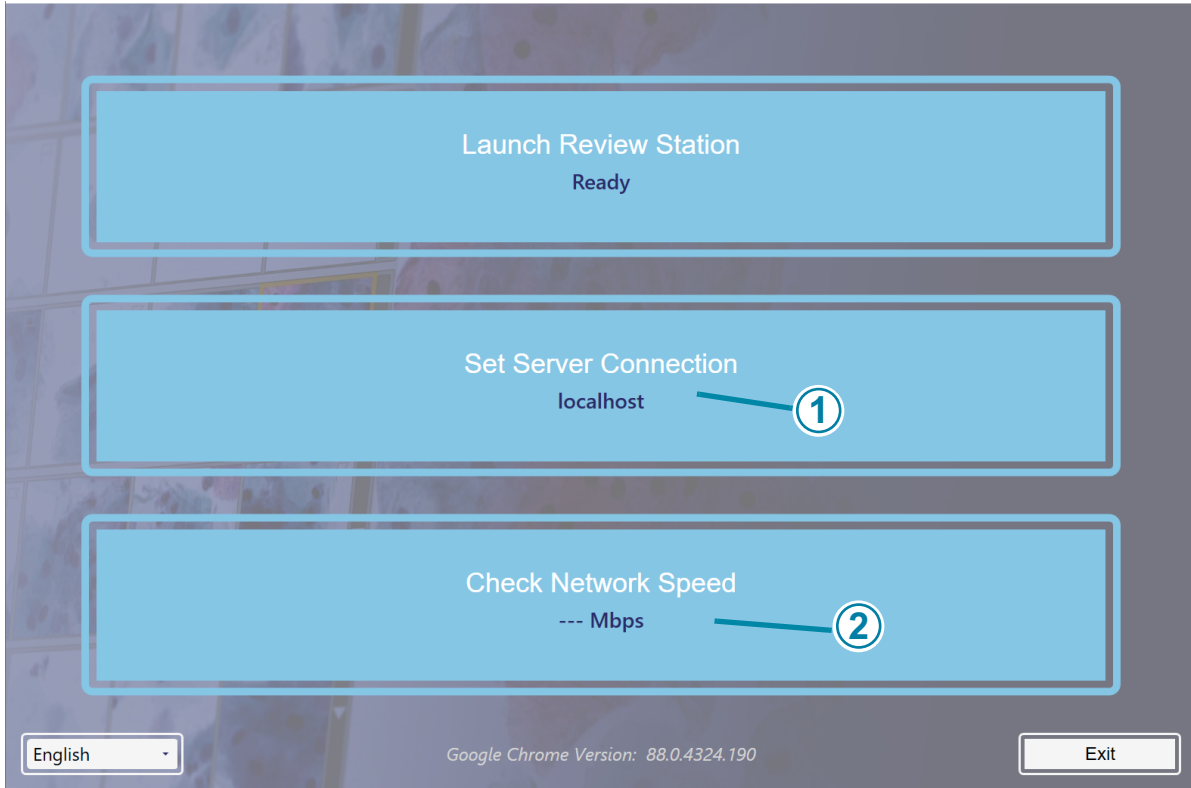 Launch Review Station
Ready
Set Server Connection
localhost
1
Check Network Speed
--- Mbps
2
English
Google Chrome Version: 88.0.4324.190
Exit